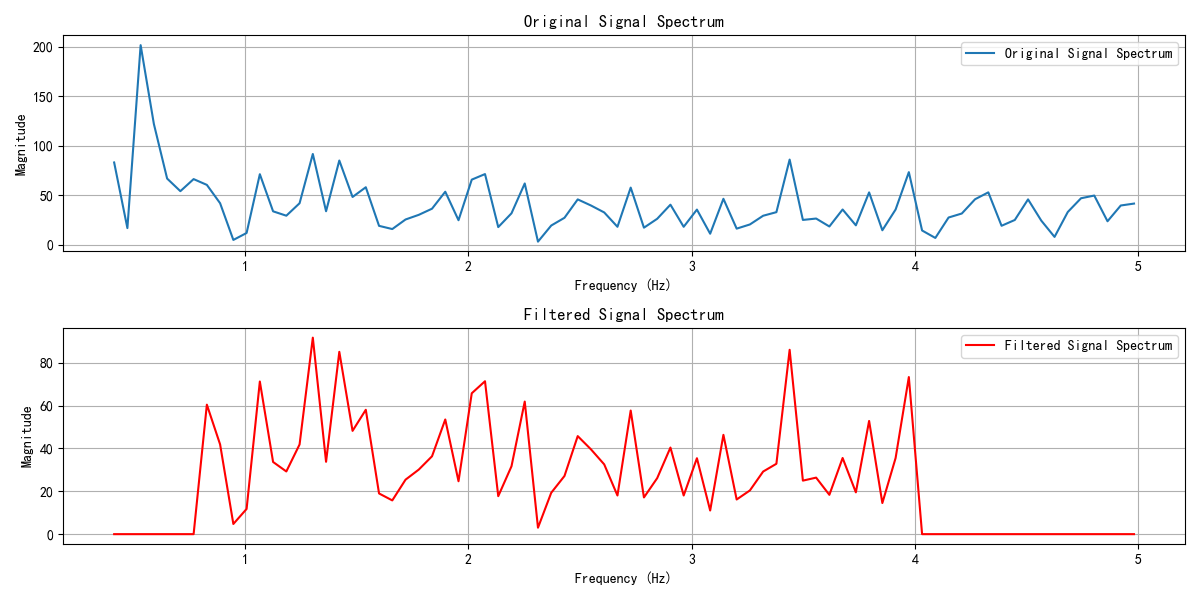 Original Signal Spectrum
Original Signal Spectrum
200
150
100
50
0
Magnitude
1 2 3 4 5
Frequency (Hz)
Filtered Signal Spectrum
Filtered Signal Spectrum
80
60
40
20
0
Magnitude
1 2 3 4 5
Frequency (Hz)